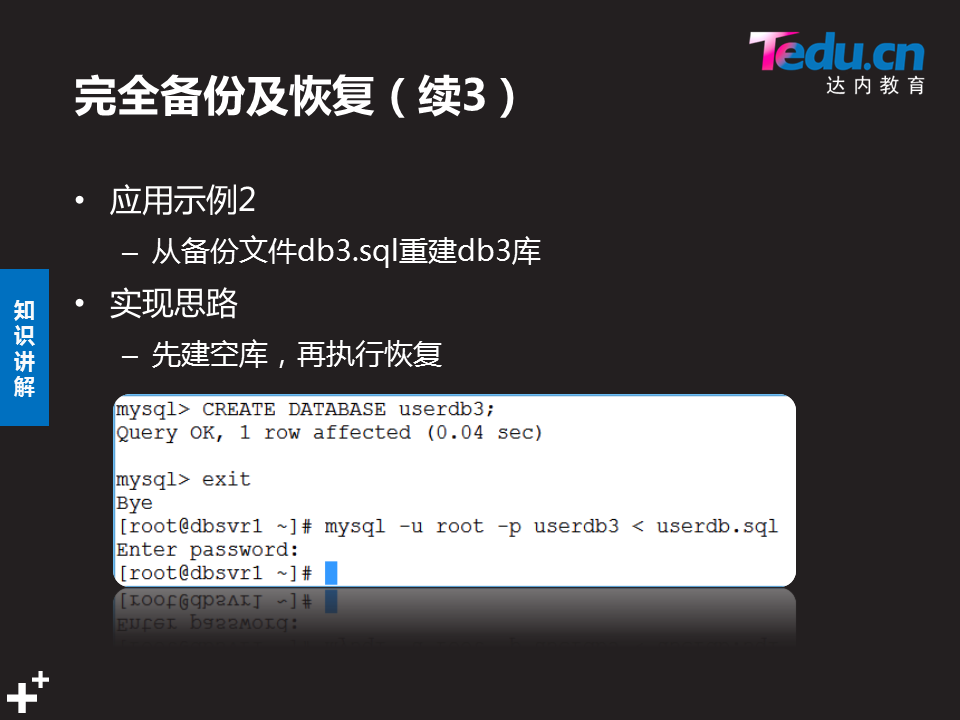 Tedu.cn
达内教育
完全备份及恢复（续3）
• 应用示例2
– 从备份文件db3.sql重建db3库
• 实现思路
– 先建空库，再执行恢复
知识讲解
mysql> CREATE DATABASE userdb3;
Query OK, 1 row affected (0.04 sec)
mysql> exit
Bye
[root@dbsvr1 ~]# mysql -u root -p userdb3 < userdb.sql
Enter password:
[root@dbsvr1 ~]#